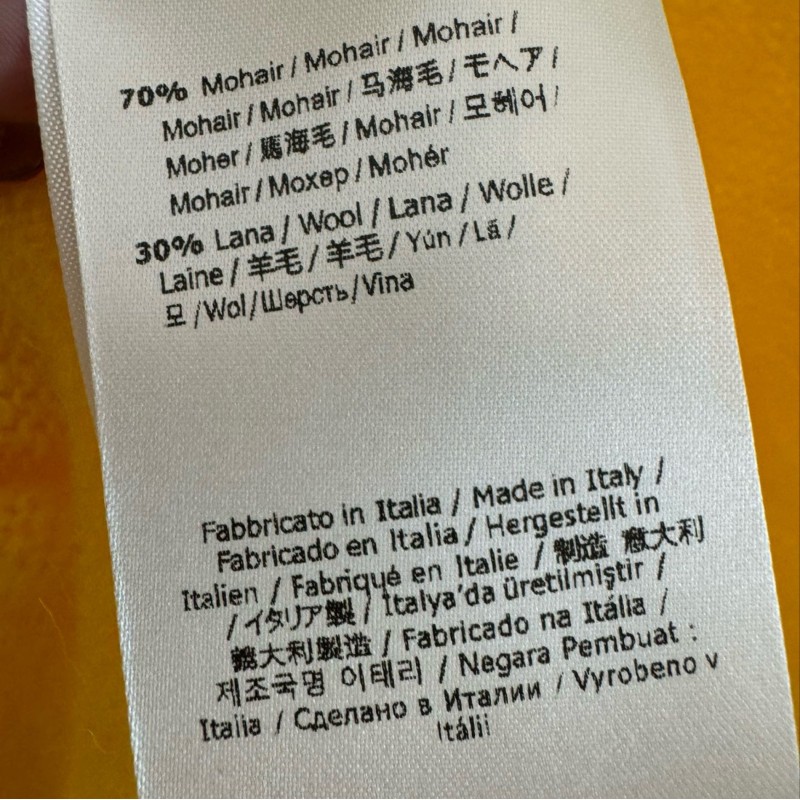 70% Mohair / Mohair / Mohair /
Mohair / Mohair / 马海毛 / モヘア /
Moher / 馬海毛 / Mohair / 모헤어 /
Mohair / Мохер / Mohér
30% Lana / Wool / Lana / Wolle /
Laine / 羊毛 / 羊毛 / Yún / Lã /
모 / Wol / Шерсть / Vlna
Fabbricato in Italia / Made in Italy /
Fabricado en Italia / Hergestellt in
Italien / Fabriqué en Italie / 制造 意大利
/ イタリア製 / İtalya'da üretilmiştir /
義大利製造 / Fabricado na Itália /
제조국명 이태리 / Negara Pembuat :
Italia / Сделано в Италии / Vyrobeno v
Itálii